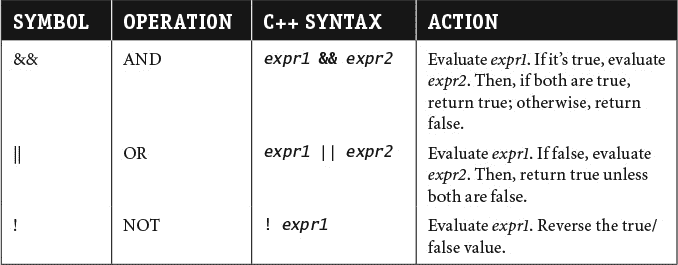 SYMBOL OPERATION C++ SYNTAX ACTION
&& AND expr1 && expr2 Evaluate expr1. If it’s true, evaluate
expr2. Then, if both are true,
return true; otherwise, return
false.
|| OR expr1 || expr2 Evaluate expr1. If false, evaluate
expr2. Then, return true unless
both are false.
! NOT ! expr1 Evaluate expr1. Reverse the true/
false value.